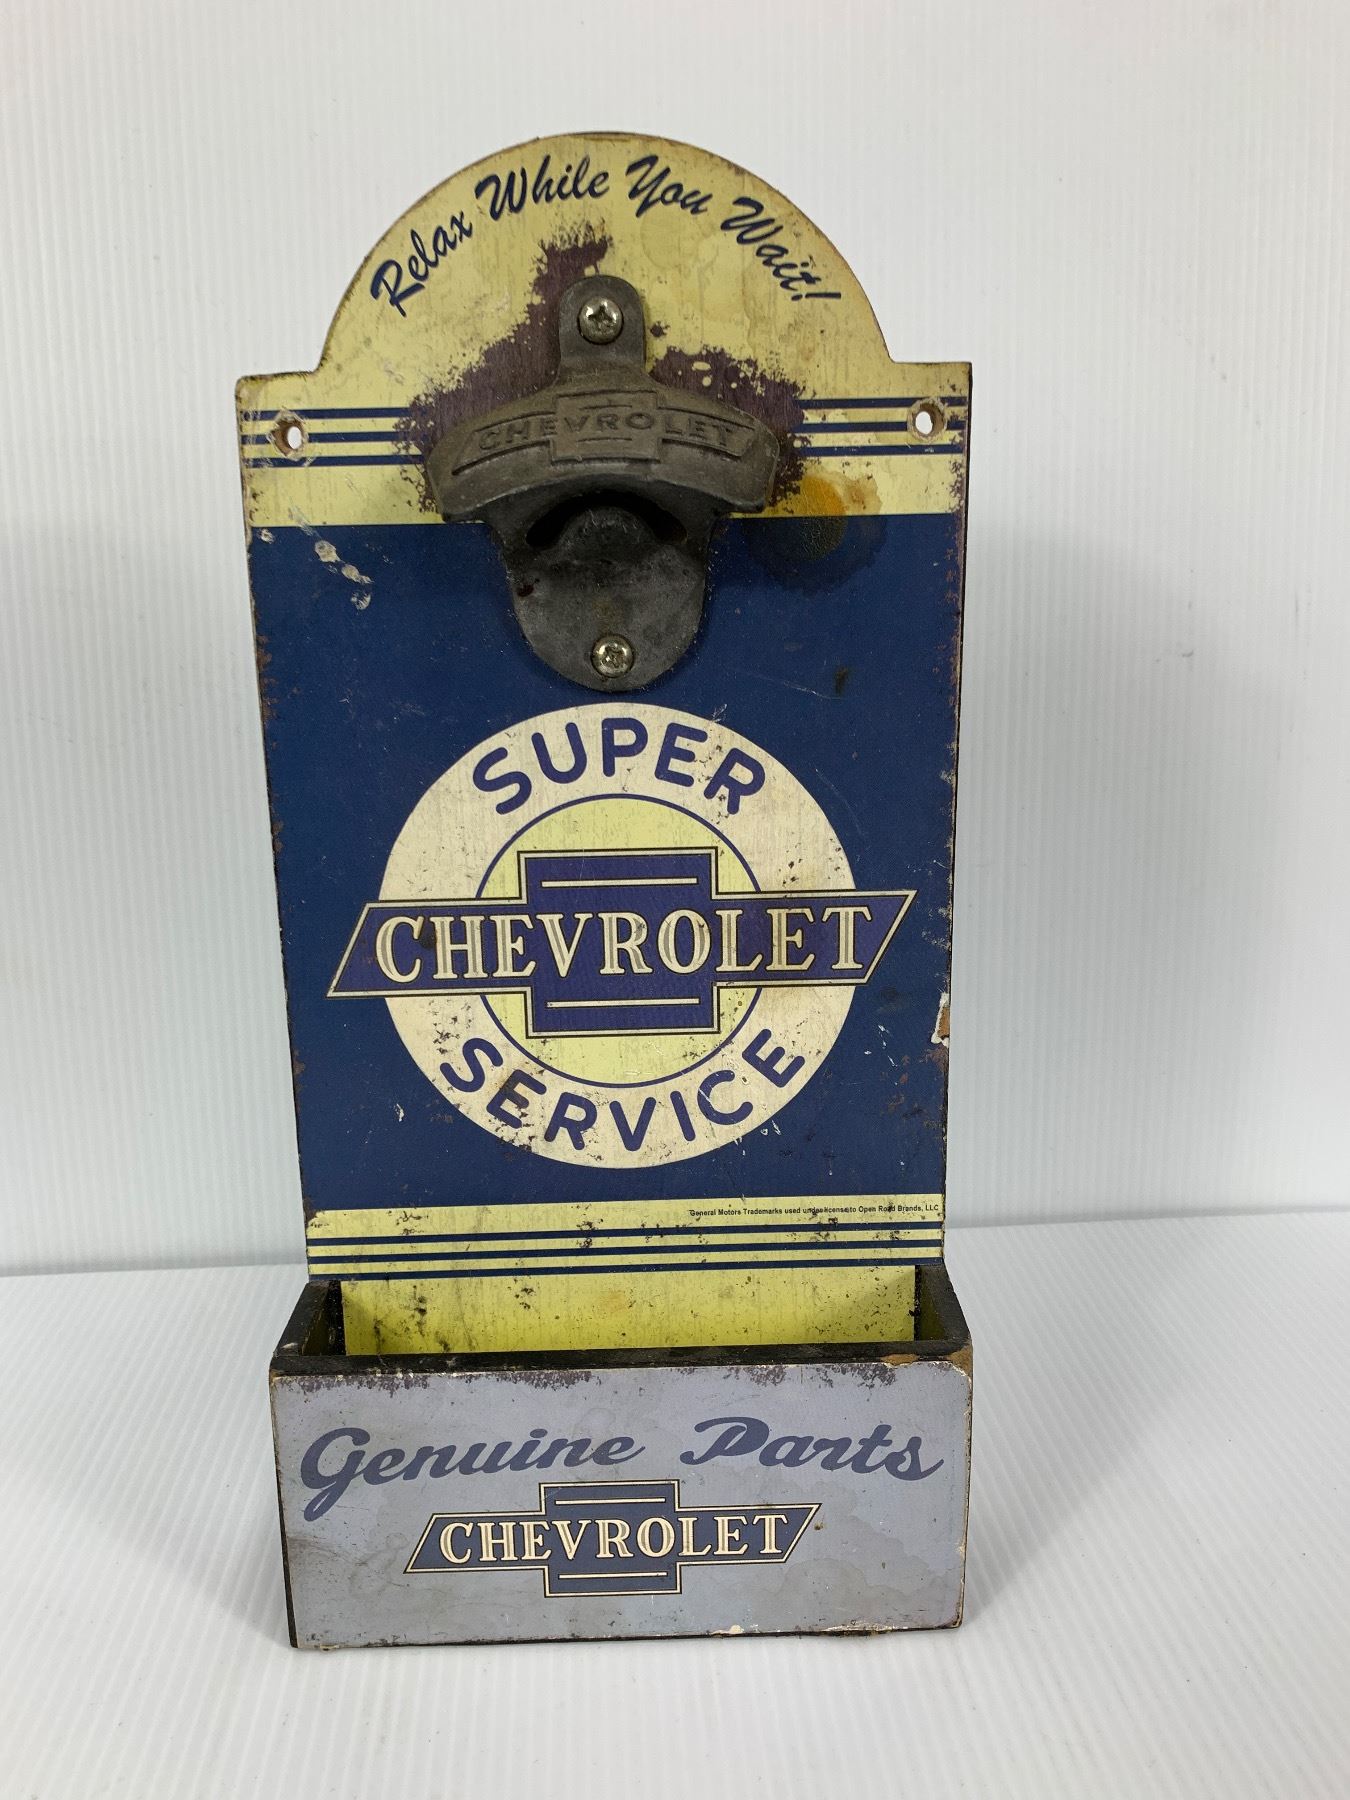 Relax While You Wait!
CHEVROLET
SUPER
CHEVROLET
SERVICE
General Motors Trademarks used under license to Open Road Brands, LLC
Genuine Parts
CHEVROLET